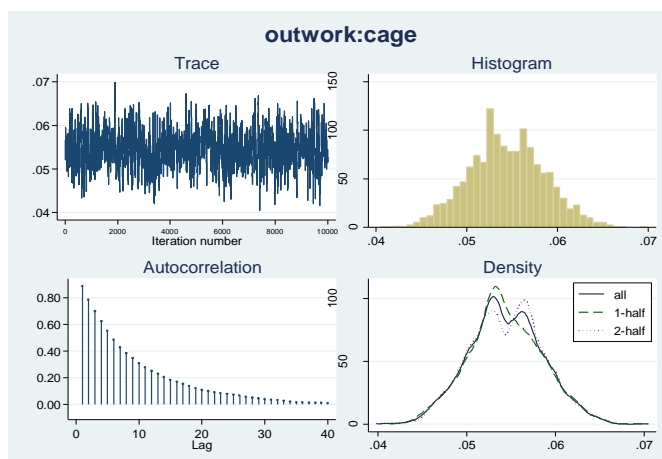 outwork:cage
Trace
.07
.06
.05
.04
0 2000 4000 6000 8000 10000
Iteration number
Histogram
150
100
50
0
.04 .05 .06 .07
Autocorrelation
0.80
0.60
0.40
0.20
0.00
0 10 20 30 40
Lag
Density
100
50
0
.04 .05 .06 .07
all
1-half
2-half